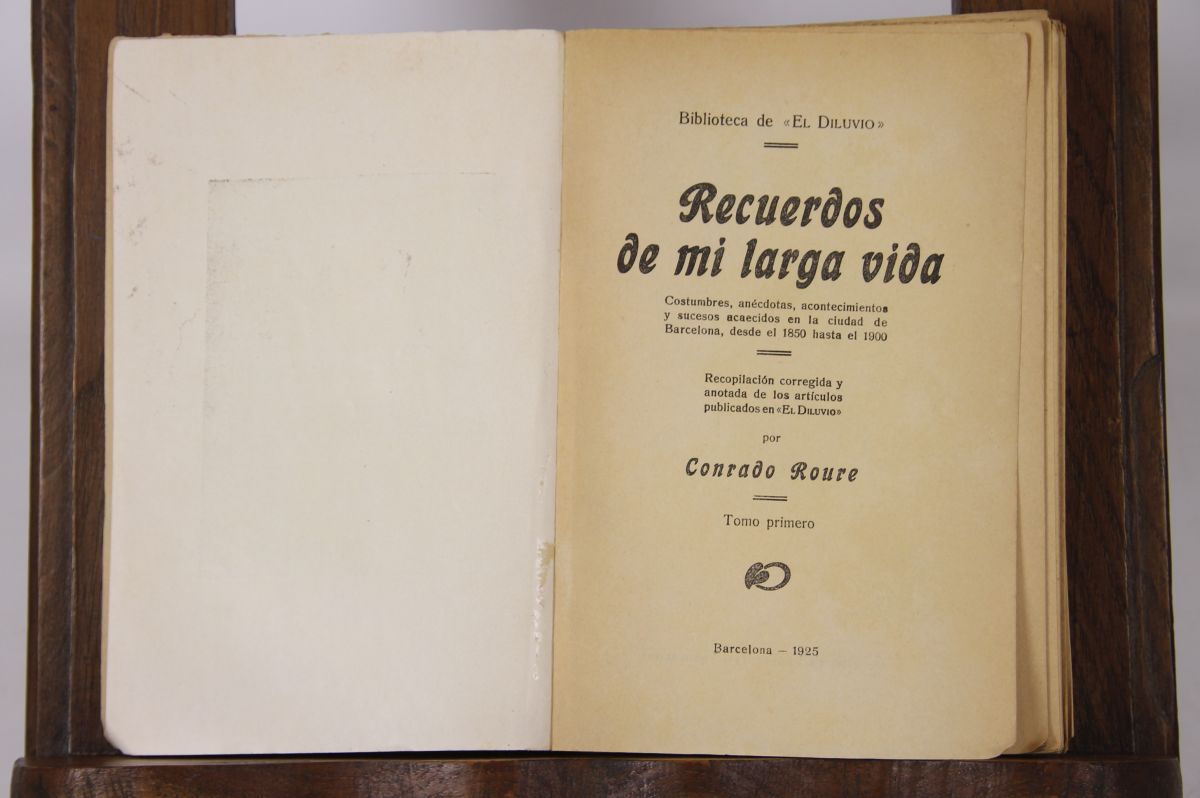 Biblioteca de «EL DILUVIO»
Recuerdos
de mi larga vida
Costumbres, anécdotas, acontecimientos
y sucesos acaecidos en la ciudad de
Barcelona, desde el 1850 hasta el 1900
Recopilación corregida y
anotada de los artículos
publicados en «EL DILUVIO»
por
Conrado Roure
Tomo primero
Barcelona — 1925